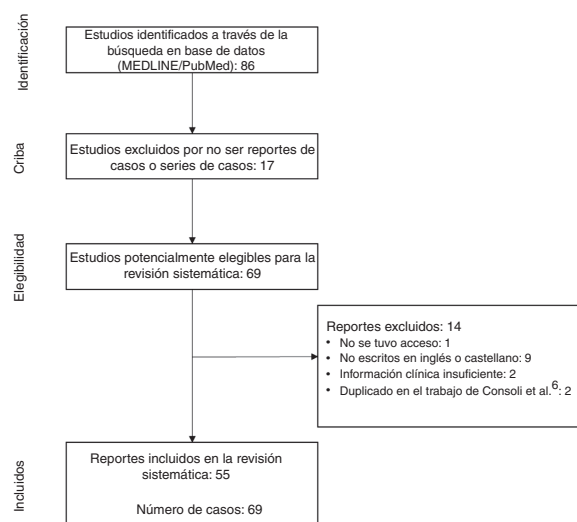 Identificación
Estudios identificados a través de la
búsqueda en base de datos
(MEDLINE/PubMed): 86
Criba
Estudios excluidos por no ser reportes de
casos o series de casos: 17
Elegibilidad
Estudios potencialmente elegibles para la
revisión sistemática: 69
Reportes excluidos: 14
• No se tuvo acceso: 1
• No escritos en inglés o castellano: 9
• Información clínica insuficiente: 2
• Duplicado en el trabajo de Consoli et al.6: 2
Incluidos
Reportes incluidos en la revisión
sistemática: 55
Número de casos: 69